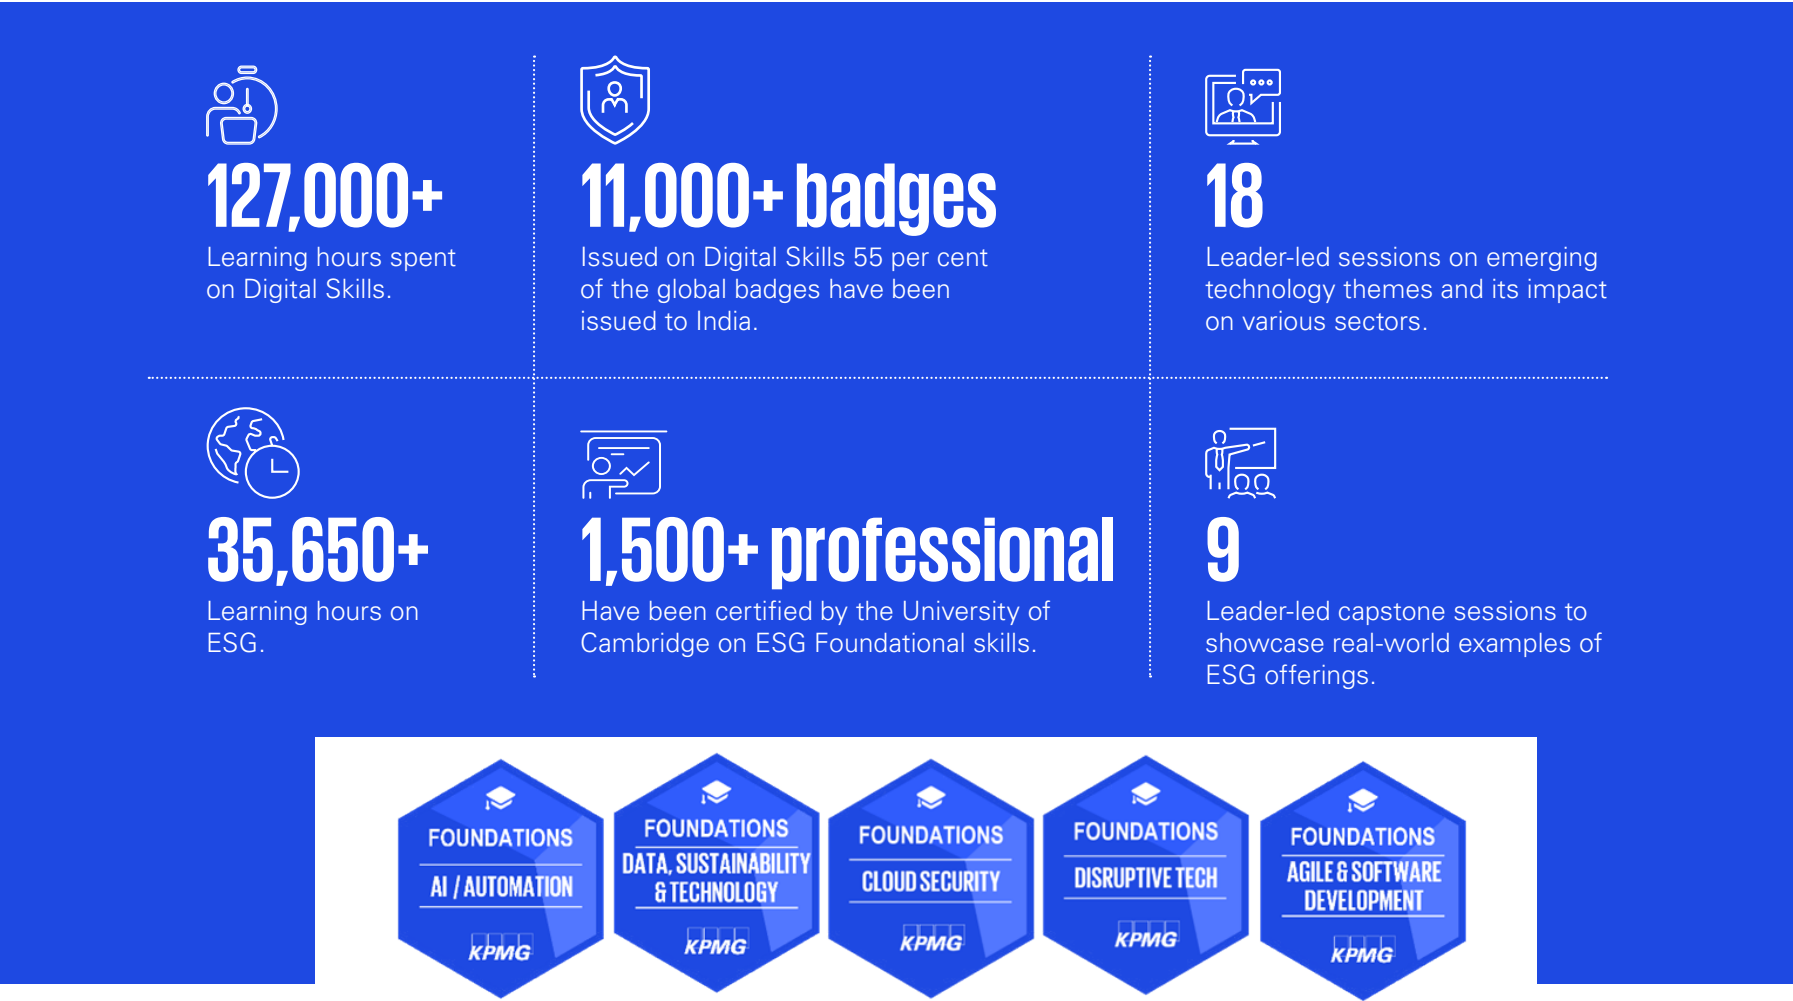 127,000+
Learning hours spent
on Digital Skills.
11,000+ badges
Issued on Digital Skills 55 per cent
of the global badges have been
issued to India.
18
Leader-led sessions on emerging
technology themes and its impact
on various sectors.
35,650+
Learning hours on
ESG.
1,500+ professional
Have been certified by the University of
Cambridge on ESG Foundational skills.
9
Leader-led capstone sessions to
showcase real-world examples of
ESG offerings.
FOUNDATIONS
AI / AUTOMATION
KPMG
FOUNDATIONS
DATA, SUSTAINABILITY
& TECHNOLOGY
KPMG
FOUNDATIONS
CLOUD SECURITY
KPMG
FOUNDATIONS
DISRUPTIVE TECH
KPMG
FOUNDATIONS
AGILE & SOFTWARE
DEVELOPMENT
KPMG